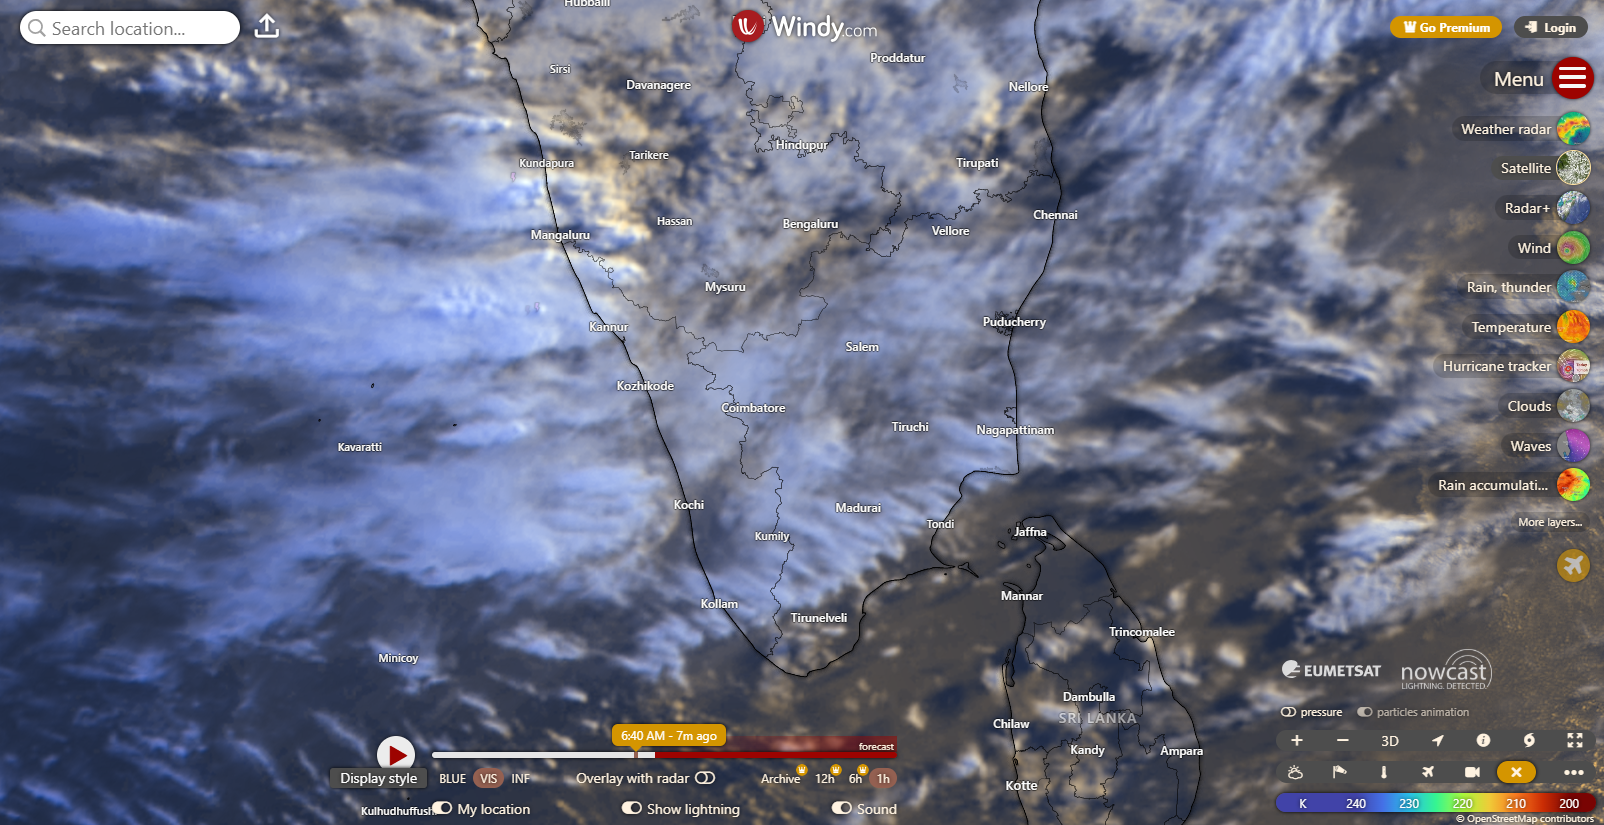 Hubballi
Search location...
Windy.com
Go Premium
Login
Proddatur
Sirsi
Davanagere
Nellore
Menu
Weather radar
Hindupur
Tarikere
Kundapura
Tirupati
Satellite
Radar+
Chennai
Hassan
Bengaluru
Vellore
Mangaluru
Wind
Mysuru
Rain, thunder
Kannur
Puducherry
Temperature
Salem
Hurricane tracker
Kozhikode
Coimbatore
Clouds
Tiruchi
Nagapattinam
Kavaratti
Waves
Rain accumulati...
Kochi
Madurai
Tondi
More layers...
Kumily
Jaffna
Mannar
Kollam
Tirunelveli
Trincomalee
Minicoy
EUMETSAT
nowcast
LIGHTNING. DETECTED.
Dambulla
SRI LANKA
pressure
particles animation
Chilaw
6:40 AM - 7m ago
forecast
3D
Kandy
Ampara
Display style
BLUE
VIS
INF
Overlay with radar
Archive
12h
6h
1h
Kotte
K 240 230 220 210 200
Kulhudhuffush
My location
Show lightning
Sound
© OpenStreetMap contributors